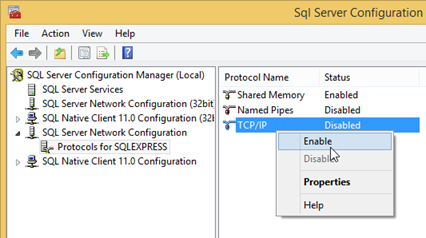 Sql Server Configuration
File Action View Help
SQL Server Configuration Manager (Local)
SQL Server Services
SQL Server Network Configuration (32bit
SQL Native Client 11.0 Configuration (32
SQL Server Network Configuration
Protocols for SQLEXPRESS
SQL Native Client 11.0 Configuration
Protocol Name Status
Shared Memory Enabled
Named Pipes Disabled
TCP/IP Disabled
Enable
Disable
Properties
Help